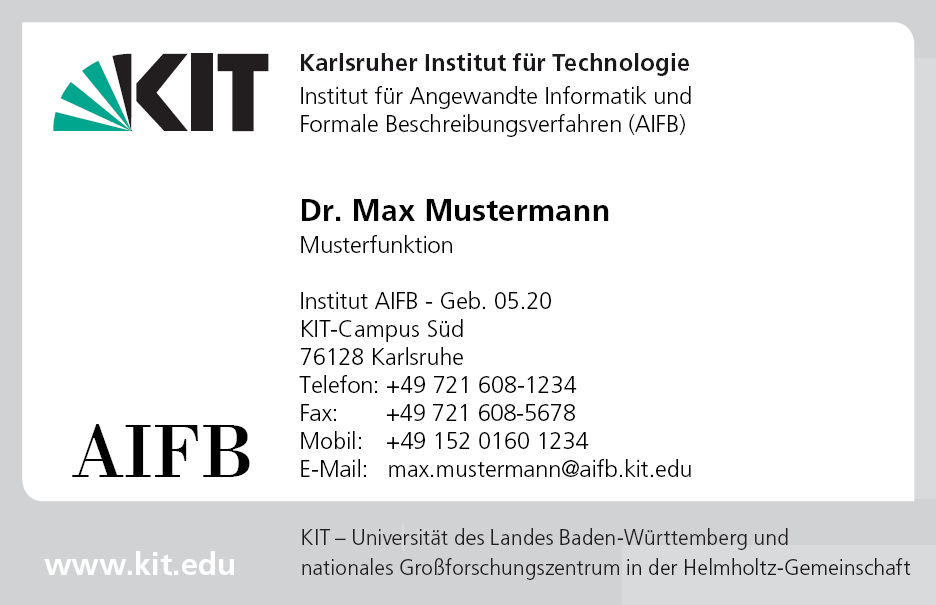 KIT
Karlsruher Institut für Technologie
Institut für Angewandte Informatik und
Formale Beschreibungsverfahren (AIFB)
Dr. Max Mustermann
Musterfunktion
Institut AIFB - Geb. 05.20
KIT-Campus Süd
76128 Karlsruhe
Telefon: +49 721 608-1234
Fax: +49 721 608-5678
Mobil: +49 152 0160 1234
E-Mail: max.mustermann@aifb.kit.edu
AIFB
www.kit.edu
KIT – Universität des Landes Baden-Württemberg und
nationales Großforschungszentrum in der Helmholtz-Gemeinschaft